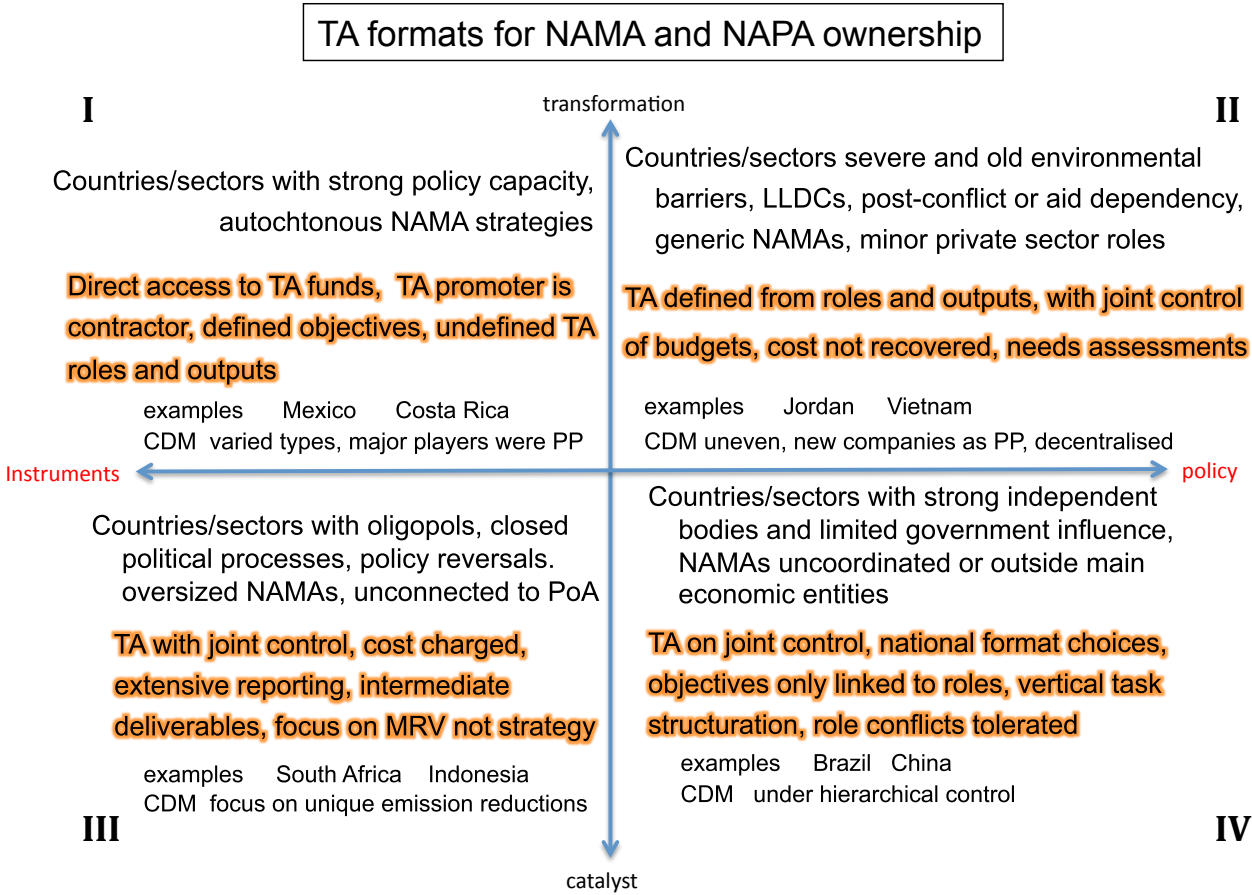 TA formats for NAMA and NAPA ownership
I
transformation
II
Countries/sectors with strong policy capacity,
autochtonous NAMA strategies
Direct access to TA funds, TA promoter is
contractor, defined objectives, undefined TA
roles and outputs
examples Mexico Costa Rica
CDM varied types, major players were PP
Countries/sectors severe and old environmental
barriers, LLDCs, post-conflict or aid dependency,
generic NAMAs, minor private sector roles
TA defined from roles and outputs, with joint control
of budgets, cost not recovered, needs assessments
examples Jordan Vietnam
CDM uneven, new companies as PP, decentralised
Instruments
policy
Countries/sectors with oligopols, closed
political processes, policy reversals.
oversized NAMAs, unconnected to PoA
TA with joint control, cost charged,
extensive reporting, intermediate
deliverables, focus on MRV not strategy
examples South Africa Indonesia
CDM focus on unique emission reductions
III
Countries/sectors with strong independent
bodies and limited government influence,
NAMAs uncoordinated or outside main
economic entities
TA on joint control, national format choices,
objectives only linked to roles, vertical task
structuration, role conflicts tolerated
examples Brazil China
CDM under hierarchical control
IV
catalyst